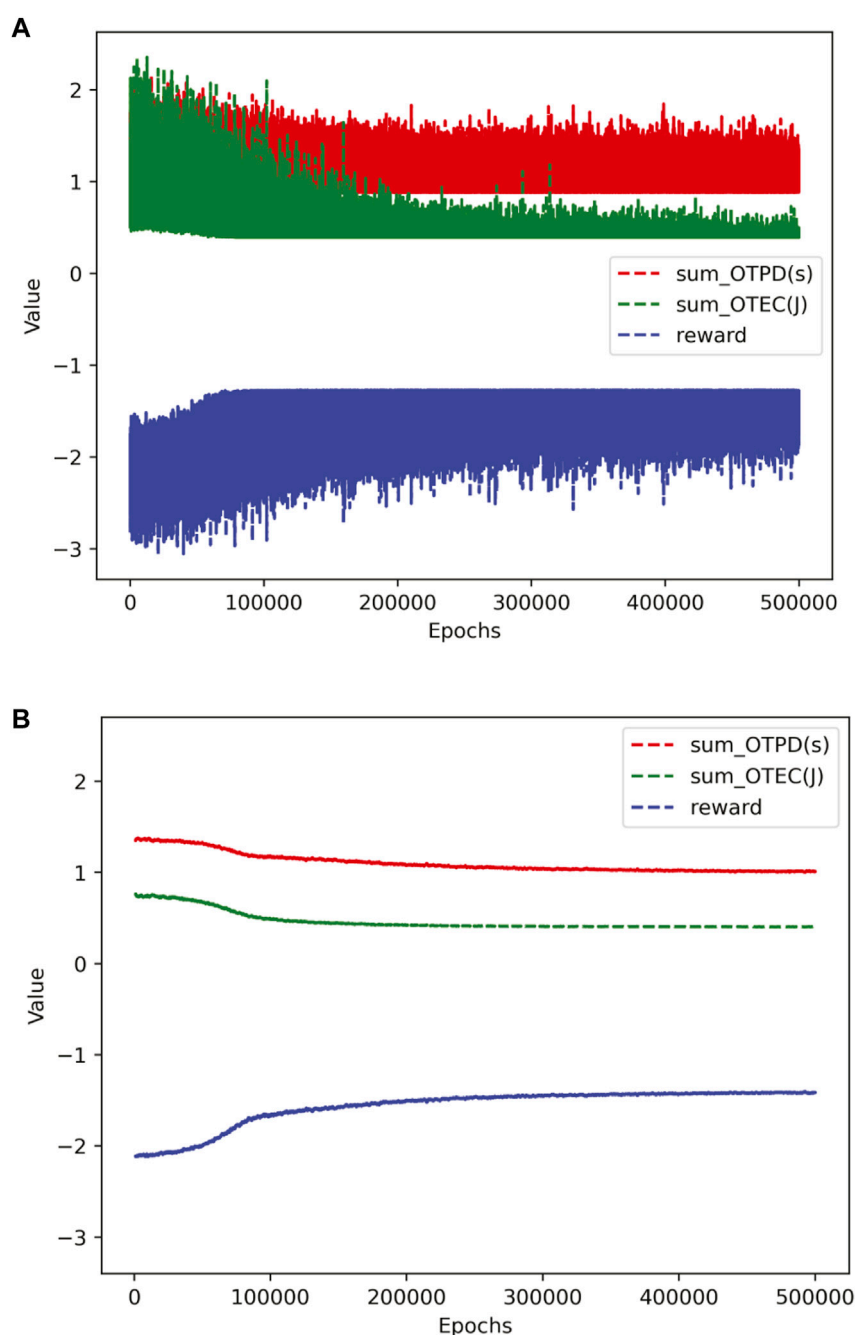 A
2
1
0
−1
−2
−3
Value
sum_OTPD(s)
sum_OTEC(J)
reward
0
100000
200000
300000
400000
500000
Epochs
B
2
1
0
−1
−2
−3
Value
sum_OTPD(s)
sum_OTEC(J)
reward
0
100000
200000
300000
400000
500000
Epochs